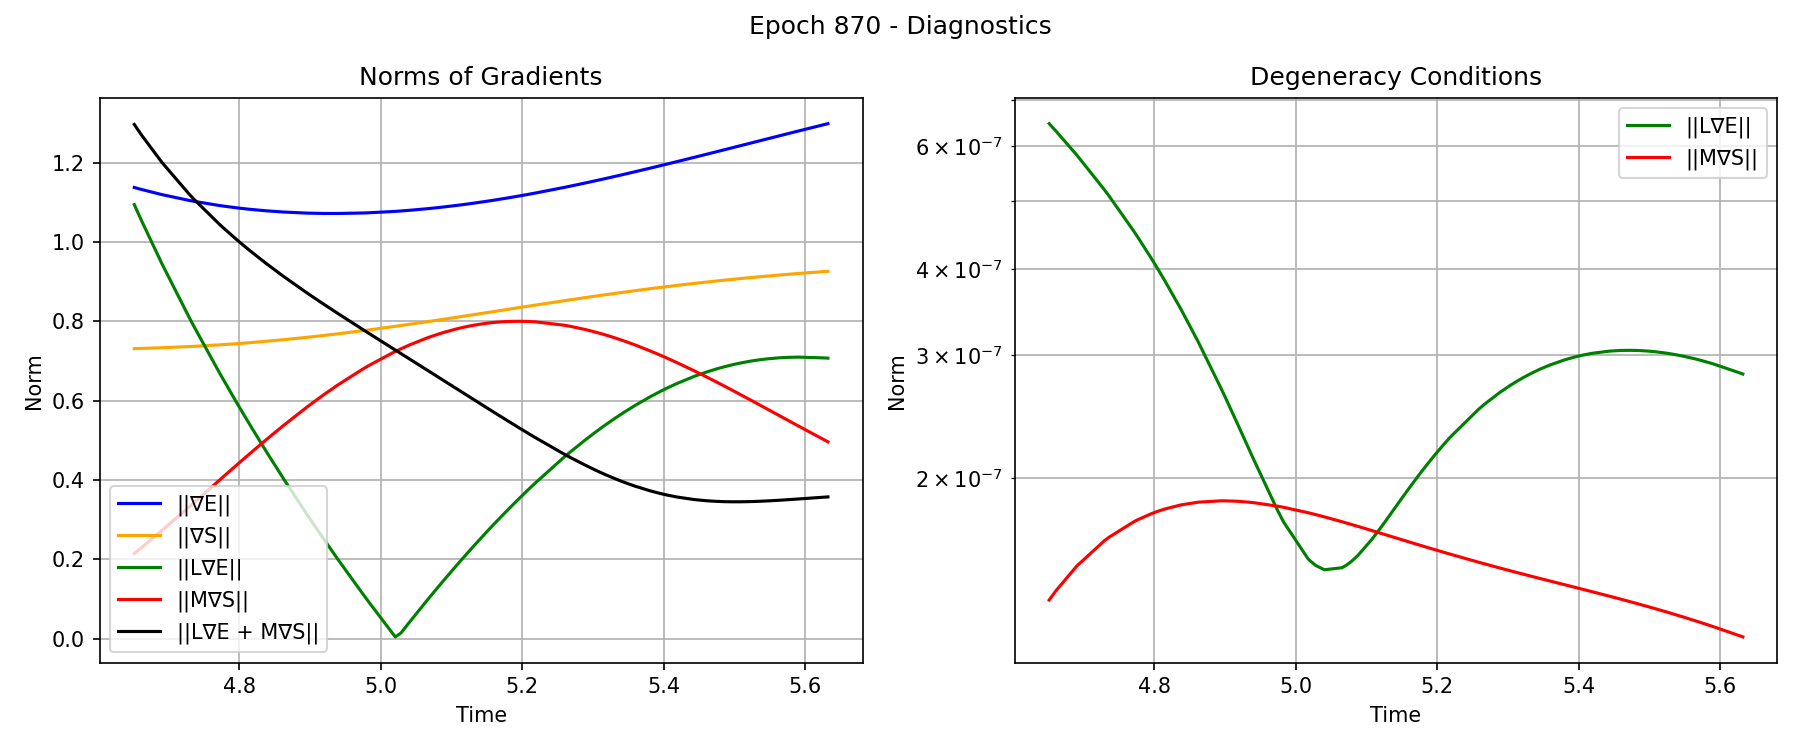 Epoch 870 - Diagnostics
Norms of Gradients
Norm
1.2
1.0
0.8
0.6
0.4
0.2
0.0
||∇E||
||∇S||
||L∇E||
||M∇S||
||L∇E + M∇S||
4.8
5.0
5.2
5.4
5.6
Time
Degeneracy Conditions
Norm
6 × 10⁻⁷
4 × 10⁻⁷
3 × 10⁻⁷
2 × 10⁻⁷
||L∇E||
||M∇S||
4.8
5.0
5.2
5.4
5.6
Time